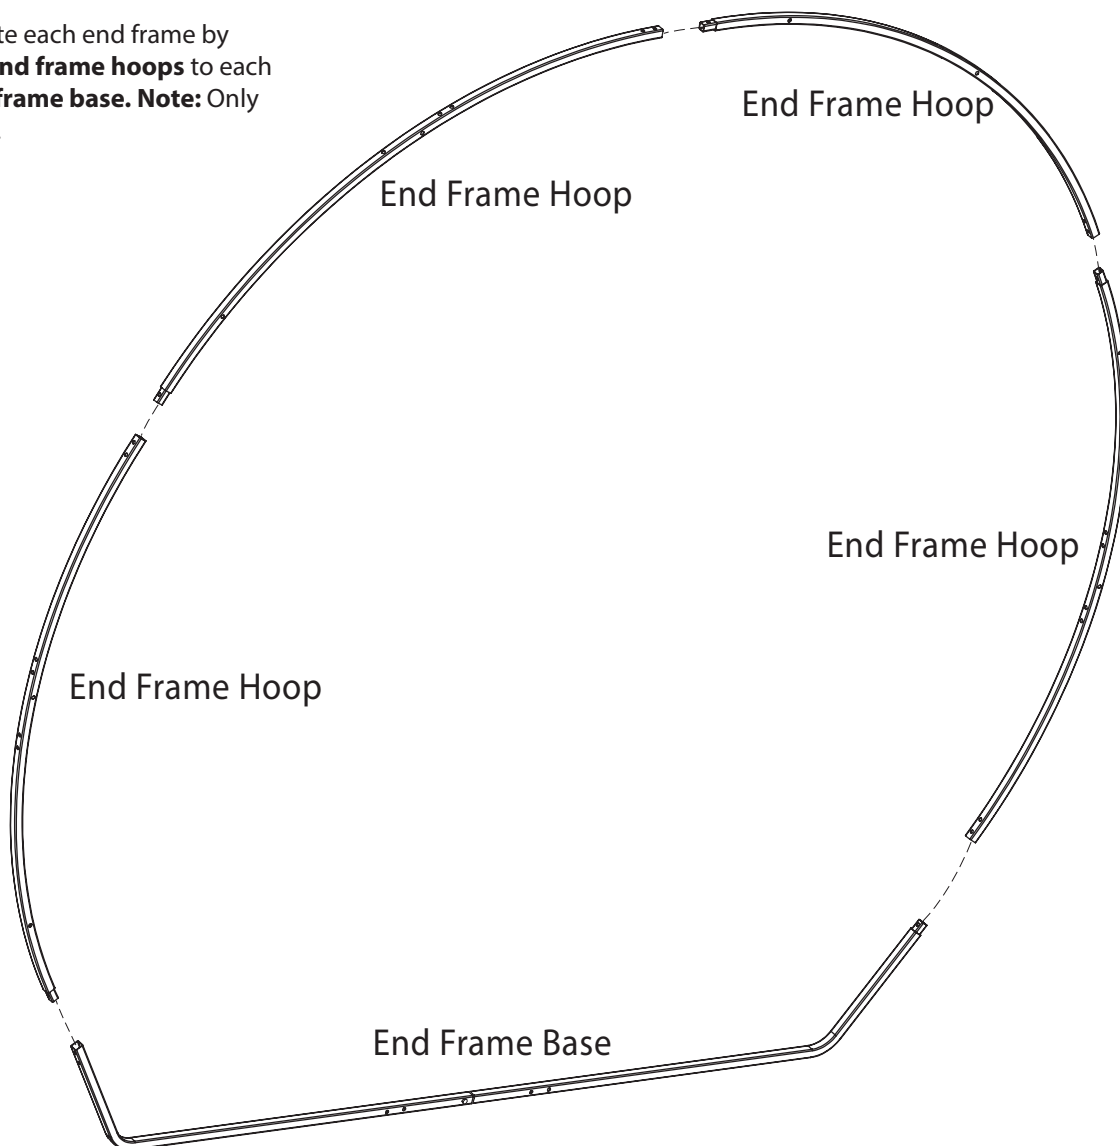 te each end frame by
nd frame hoops to each
frame base. Note: Only
.
End Frame Hoop
End Frame Hoop
End Frame Hoop
End Frame Hoop
End Frame Base